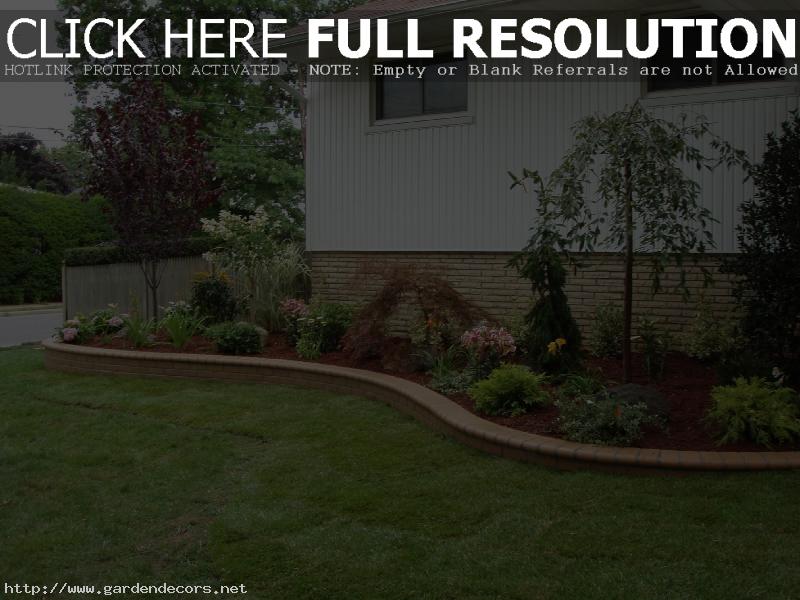 CLICK HERE FULL RESOLUTION
HOTLINK PROTECTION ACTIVATED - NOTE: Empty or Blank Referrals are not Allowed
http://www.gardendecors.net